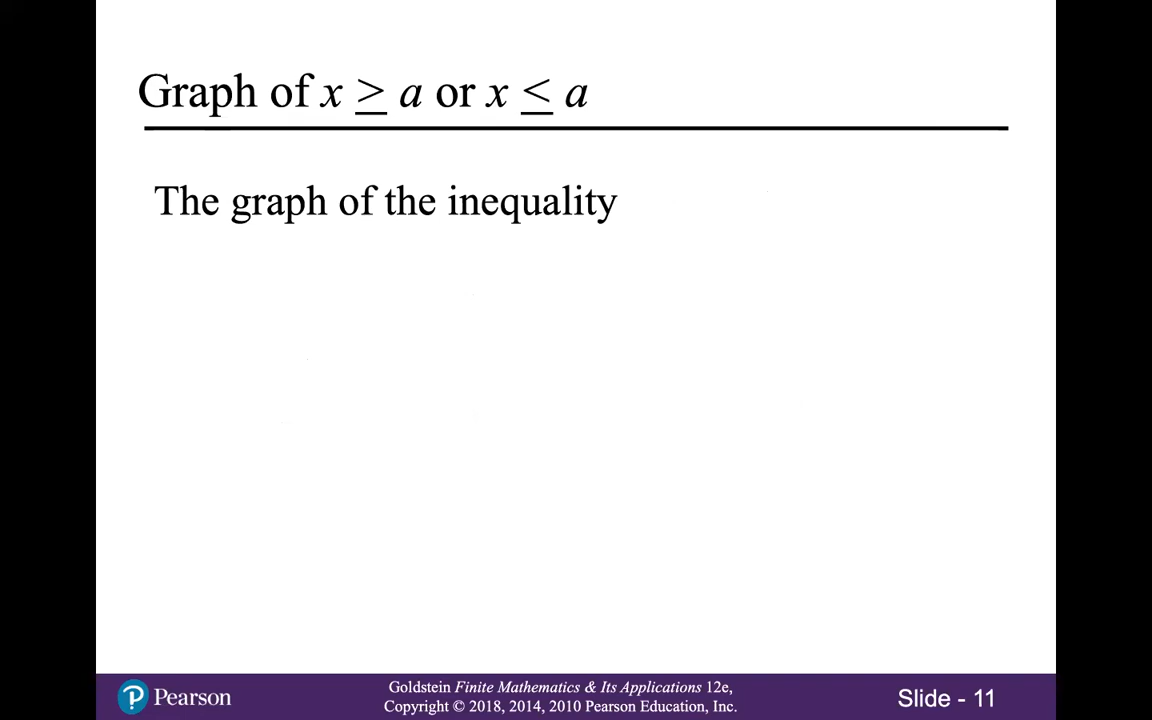 Graph of x ≥ a or x ≤ a
The graph of the inequality
Pearson
Goldstein Finite Mathematics & Its Applications 12e,
Copyright © 2018, 2014, 2010 Pearson Education, Inc.
Slide - 11